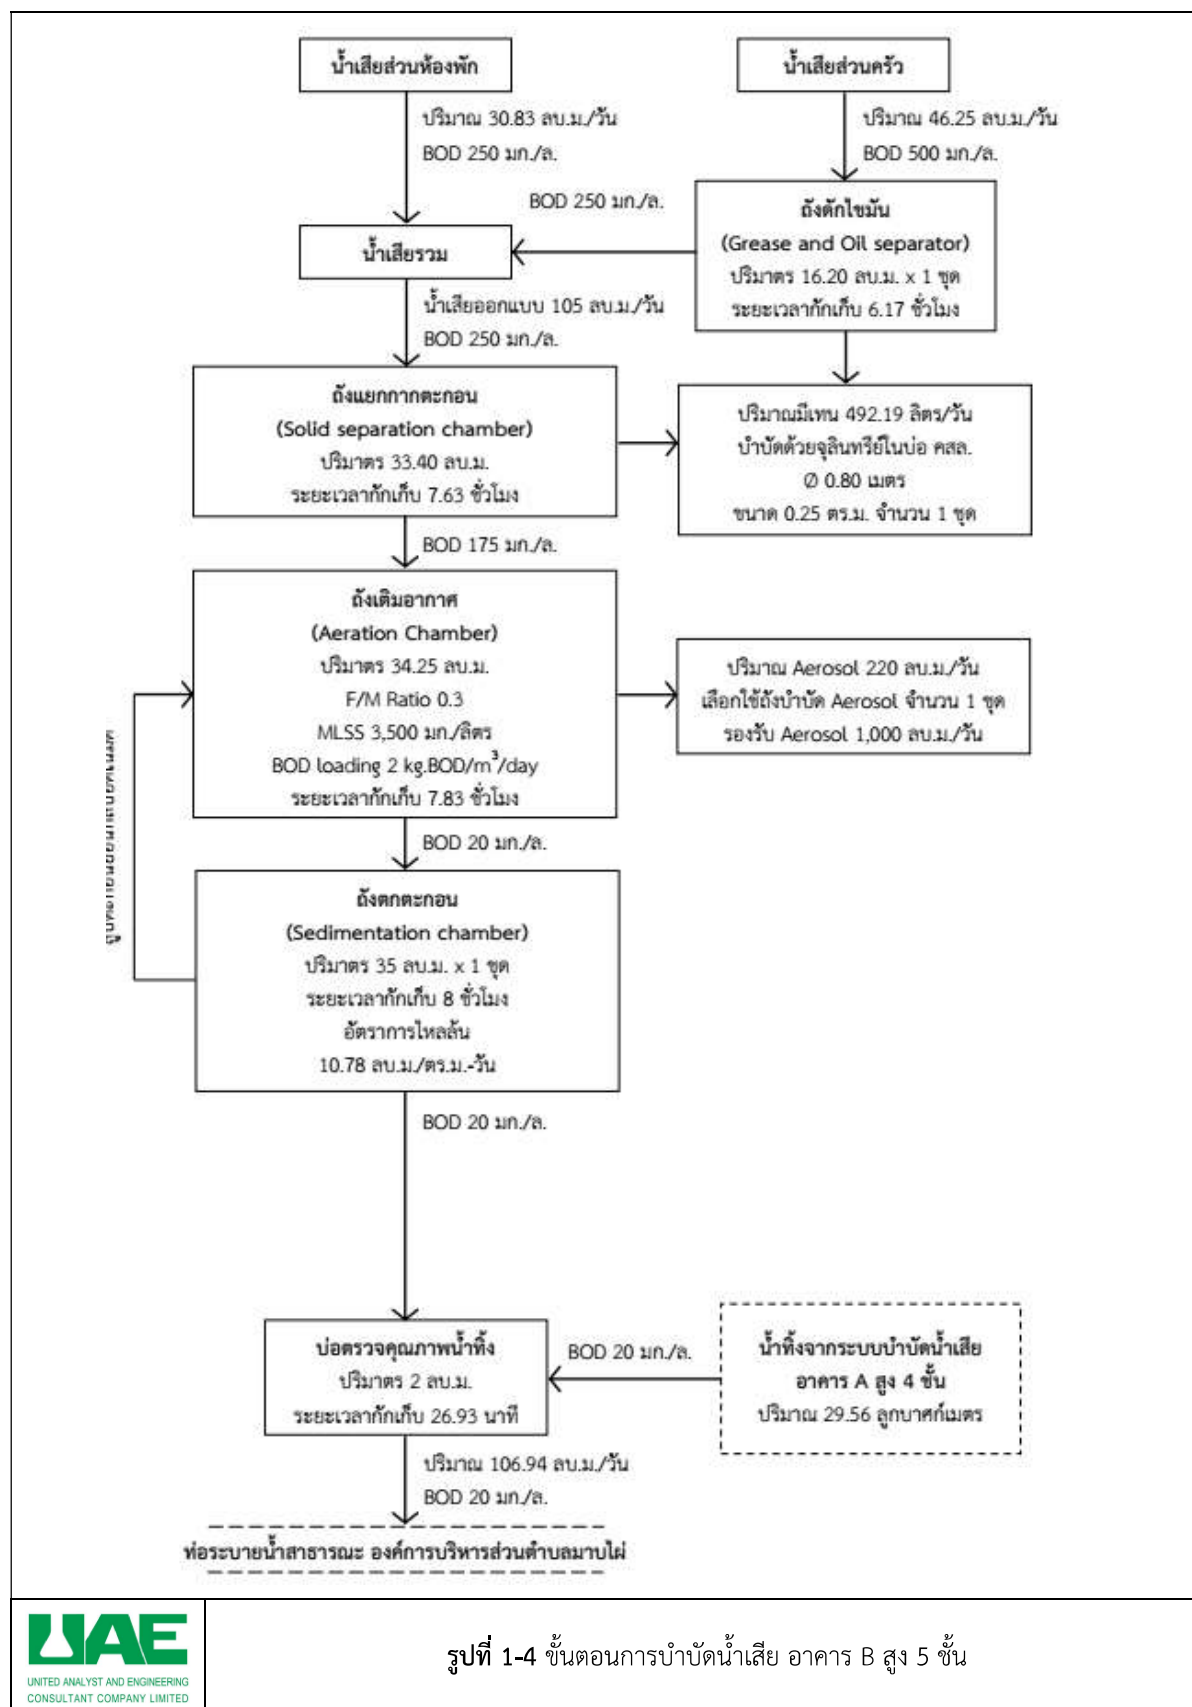 น้ำเสียส่วนห้องพัก
น้ำเสียส่วนครัว
ปริมาณ 30.83 ลบ.ม./วัน
BOD 250 มก./ล.
ปริมาณ 46.25 ลบ.ม./วัน
BOD 500 มก./ล.
BOD 250 มก./ล.
ถังดักไขมัน
(Grease and Oil separator)
ปริมาตร 16.20 ลบ.ม. x 1 ชุด
ระยะเวลากักเก็บ 6.17 ชั่วโมง
น้ำเสียรวม
น้ำเสียออกแบบ 105 ลบ.ม./วัน
BOD 250 มก./ล.
ถังแยกกากตะกอน
(Solid separation chamber)
ปริมาตร 33.40 ลบ.ม.
ระยะเวลากักเก็บ 7.63 ชั่วโมง
ปริมาณมีเทน 492.19 ลิตร/วัน
บำบัดด้วยจุลินทรีย์ในบ่อ คสล.
Ø 0.80 เมตร
ขนาด 0.25 ตร.ม. จำนวน 1 ชุด
BOD 175 มก./ล.
ถังเติมอากาศ
(Aeration Chamber)
ปริมาตร 34.25 ลบ.ม.
F/M Ratio 0.3
MLSS 3,500 มก./ลิตร
BOD loading 2 kg.BOD/m³/day
ระยะเวลากักเก็บ 7.83 ชั่วโมง
ปริมาณ Aerosol 220 ลบ.ม./วัน
เลือกใช้ถังบำบัด Aerosol จำนวน 1 ชุด
รองรับ Aerosol 1,000 ลบ.ม./วัน
BOD 20 มก./ล.
ถังตกตะกอน
(Sedimentation chamber)
ปริมาตร 35 ลบ.ม. x 1 ชุด
ระยะเวลากักเก็บ 8 ชั่วโมง
อัตราการไหลล้น
10.78 ลบ.ม./ตร.ม.-วัน
BOD 20 มก./ล.
บ่อตรวจคุณภาพน้ำทิ้ง
ปริมาตร 2 ลบ.ม.
ระยะเวลากักเก็บ 26.93 นาที
BOD 20 มก./ล.
น้ำทิ้งจากระบบบำบัดน้ำเสีย
อาคาร A สูง 4 ชั้น
ปริมาณ 29.56 ลูกบาศก์เมตร
ปริมาณ 106.94 ลบ.ม./วัน
BOD 20 มก./ล.
ท่อระบายน้ำสาธารณะ องค์การบริหารส่วนตำบลมาบไผ่
UAE
UNITED ANALYST AND ENGINEERING
CONSULTANT COMPANY LIMITED
รูปที่ 1-4 ขั้นตอนการบำบัดน้ำเสีย อาคาร B สูง 5 ชั้น